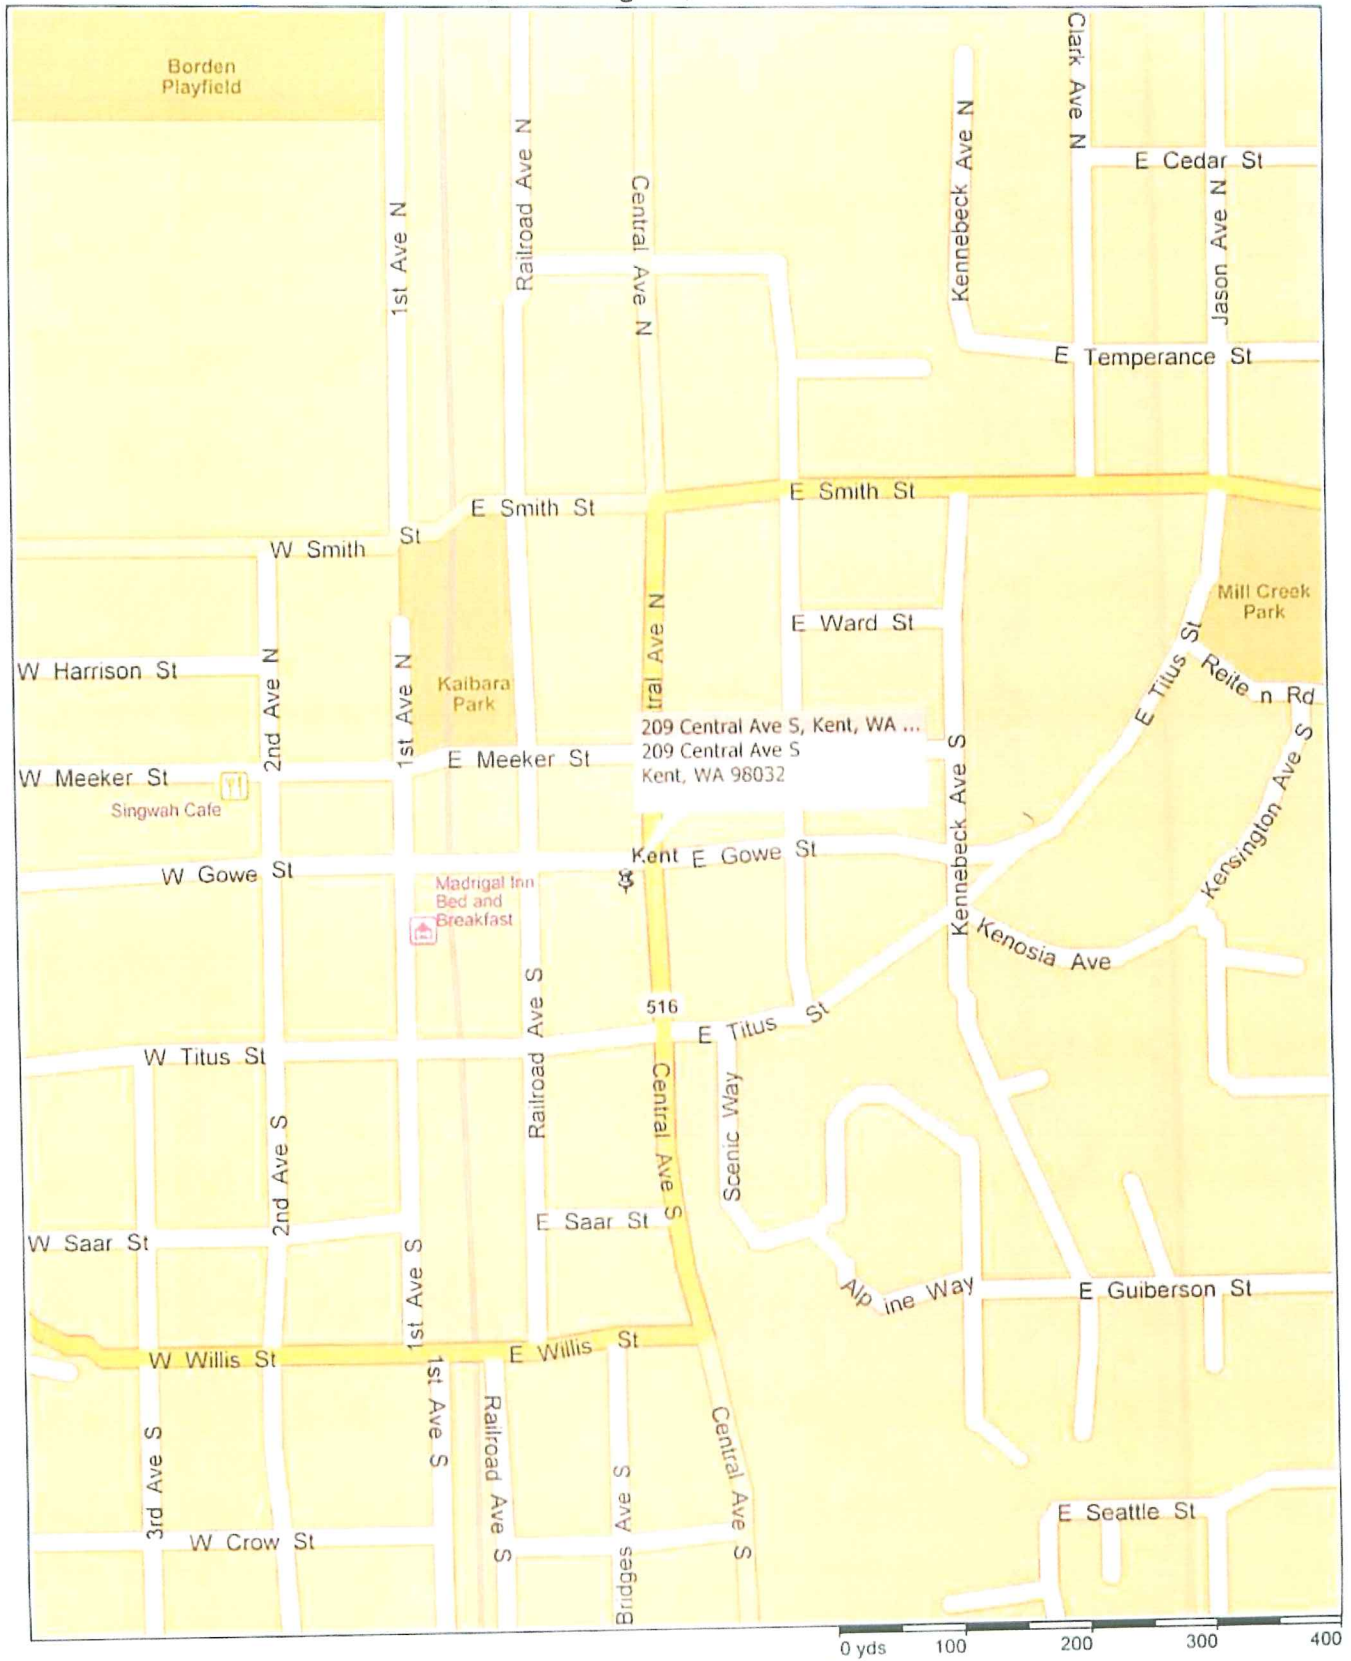 Borden
Playfield
Clark Ave N
Kennebeck Ave N
Railroad Ave N
E Cedar St
Central Ave N
Jason Ave N
1st Ave N
E Temperance St
E Smith St
E Smith St
St
W Smith
Mill Creek
Park
tral Ave N
E Ward St
E Titus St
Reite n Rd
W Harrison St
2nd Ave N
1st Ave N
Kaibara
Park
209 Central Ave S, Kent, WA ...
209 Central Ave S
Kent, WA 98032
E Meeker St
W Meeker St
Singwah Cafe
Kennebeck Ave S
Kensington Ave S
Kent
E Gowe St
W Gowe St
Madrigal Inn
Bed and
Breakfast
Kenosia Ave
Railroad Ave S
516
E Titus St
W Titus St
Central Ave S
Scenic Way
2nd Ave S
E Saar St
W Saar St
1st Ave S
Alp ine Way
E Guiberson St
E Willis St
W Willis St
1st Ave S
Railroad Ave S
Central Ave S
3rd Ave S
Bridges Ave S
E Seattle St
W Crow St
0 yds 100 200 300 400